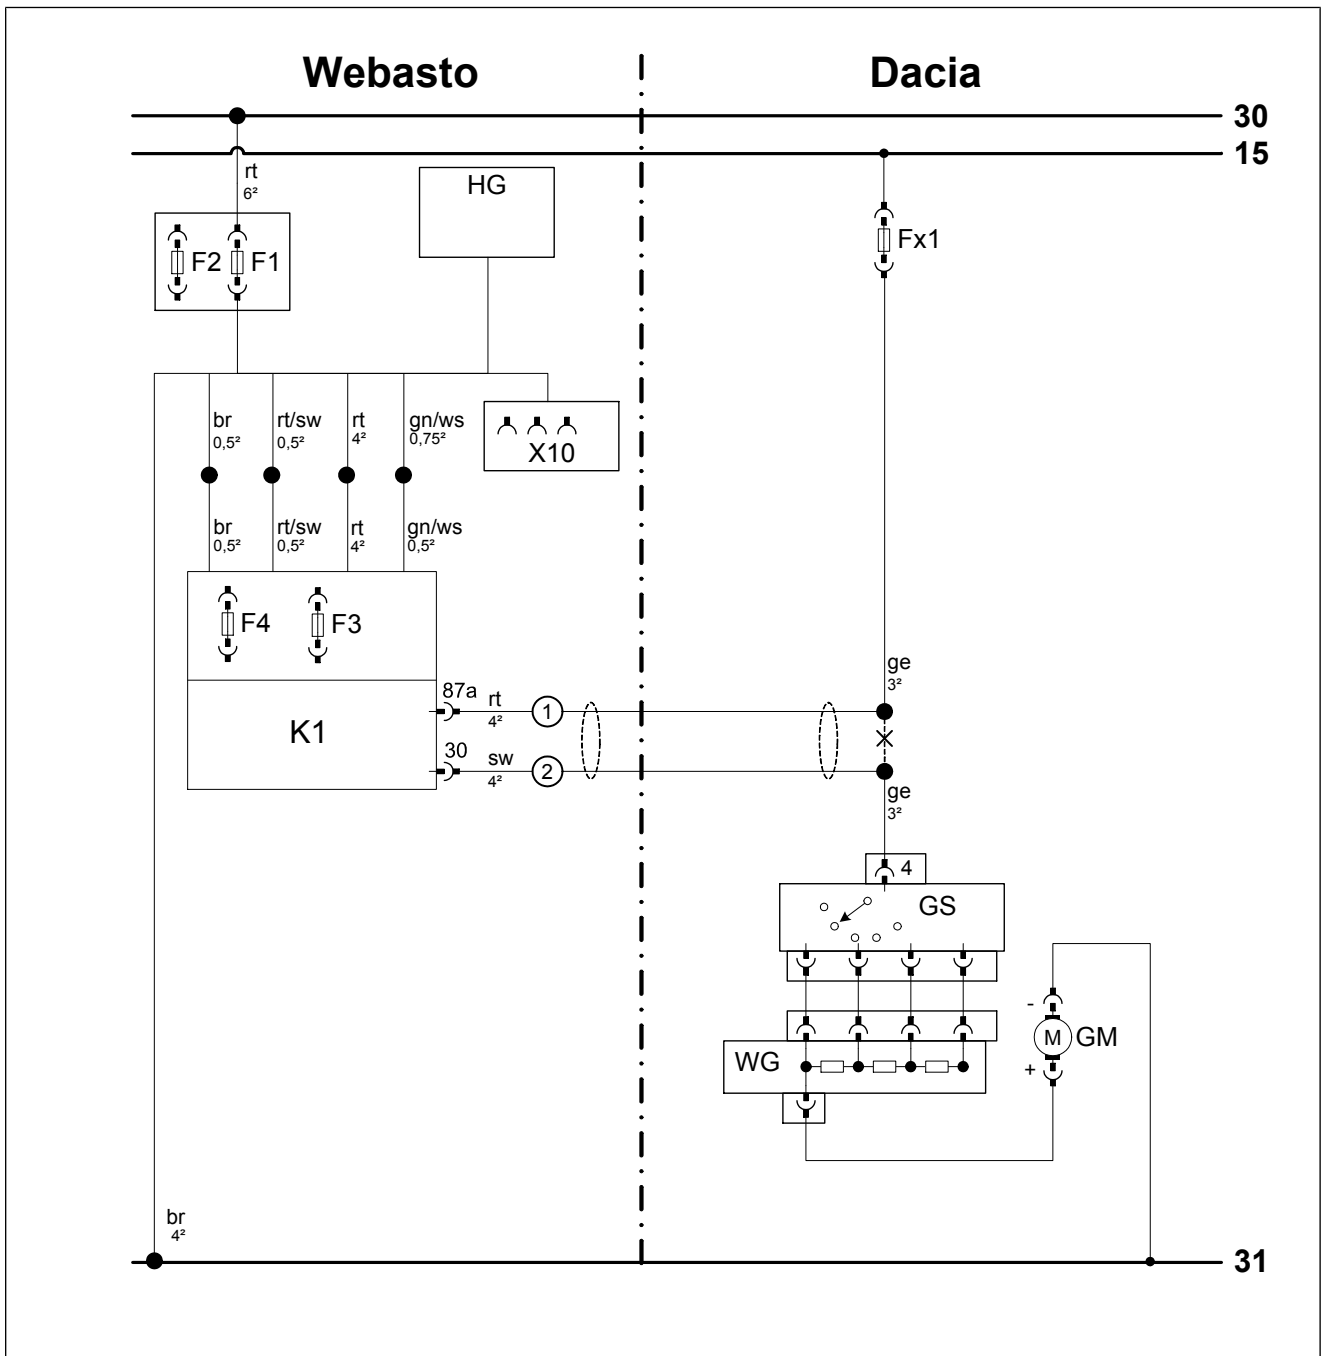 Webasto
Dacia
30
15
rt
6²
HG
F2
F1
Fx1
br
0,5²
rt/sw
0,5²
rt
4²
gn/ws
0,75²
X10
br
0,5²
rt/sw
0,5²
rt
4²
gn/ws
0,5²
F4
F3
ge
3²
87a
rt
4²
1
K1
30
sw
4²
2
ge
3²
4
GS
-
M
GM
WG
+
br
4²
31